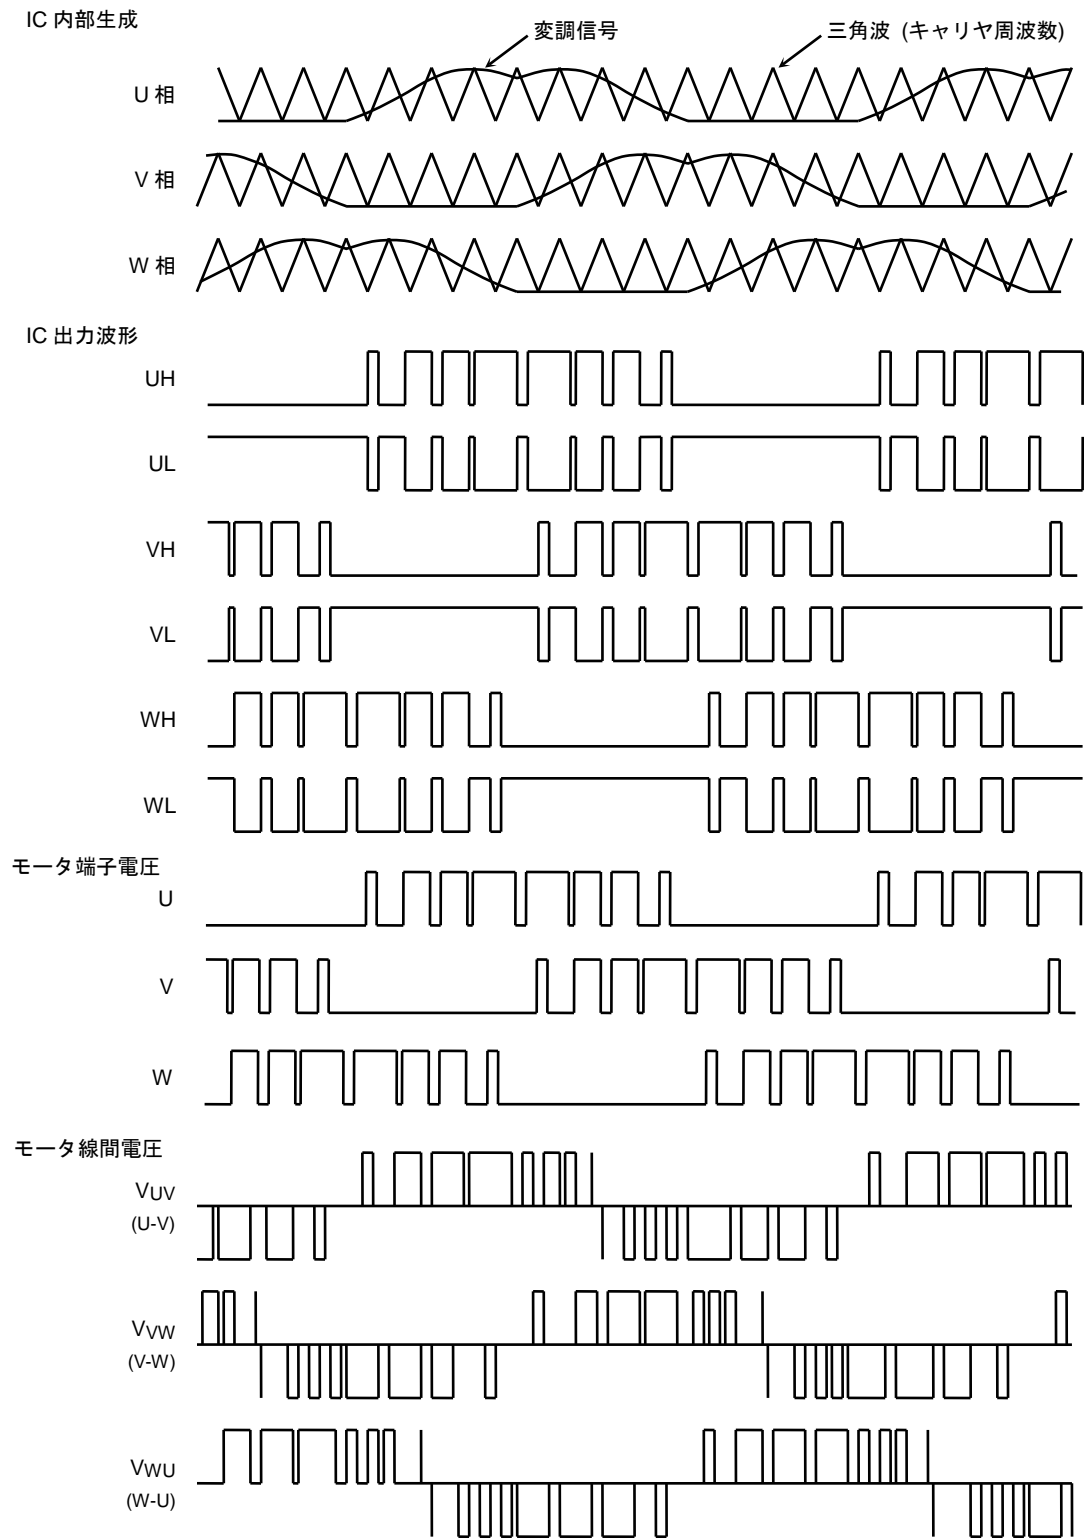 IC 内部生成
変調信号
三角波 (キャリヤ周波数)
U 相
V 相
W 相
IC 出力波形
UH
UL
VH
VL
WH
WL
モータ端子電圧
U
V
W
モータ線間電圧
VUV
(U-V)
VVW
(V-W)
VWU
(W-U)